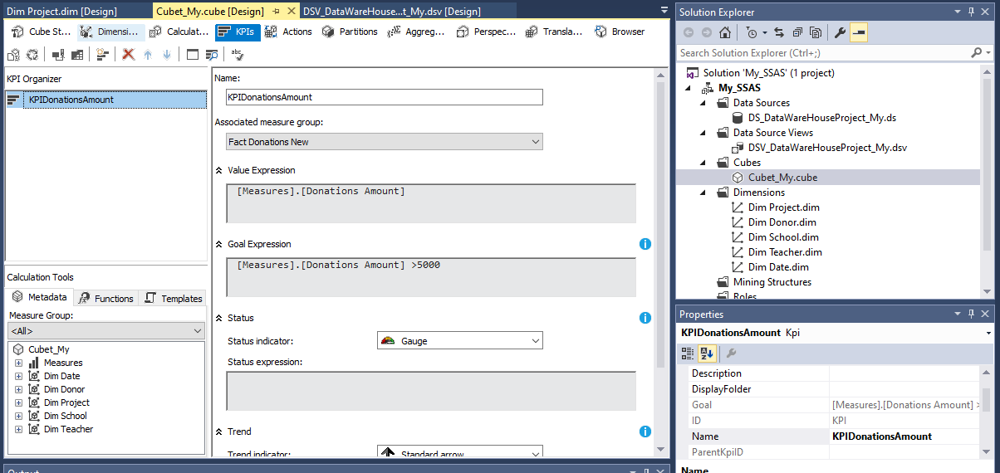 Dim Project.dim [Design]
Cubet_My.cube [Design]
DSV_DataWareHouse...t_My.dsv [Design]
Cube St...
Dimensi...
Calculat...
KPIs
Actions
Partitions
Aggreg...
Perspec...
Transla...
Browser
abc
KPI Organizer
KPIDonationsAmount
Calculation Tools
Metadata
Functions
Templates
Measure Group:
<All>
Cubet_My
Measures
Dim Date
Dim Donor
Dim Project
Dim School
Dim Teacher
Name:
KPIDonationsAmount
Associated measure group:
Fact Donations New
Value Expression
[Measures].[Donations Amount]
Goal Expression
[Measures].[Donations Amount] >5000
Status
Status indicator:
Gauge
Status expression:
Trend
Trend indicator:
Standard arrow
Output
Solution Explorer
Search Solution Explorer (Ctrl+;)
Solution 'My_SSAS' (1 project)
My_SSAS
Data Sources
DS_DataWareHouseProject_My.ds
Data Source Views
DSV_DataWareHouseProject_My.dsv
Cubes
Cubet_My.cube
Dimensions
Dim Project.dim
Dim Donor.dim
Dim School.dim
Dim Teacher.dim
Dim Date.dim
Mining Structures
Roles
Properties
KPIDonationsAmount Kpi
Description
DisplayFolder
Goal [Measures].[Donations Amount] >
ID KPI
Name KPIDonationsAmount
ParentKpiID
Name